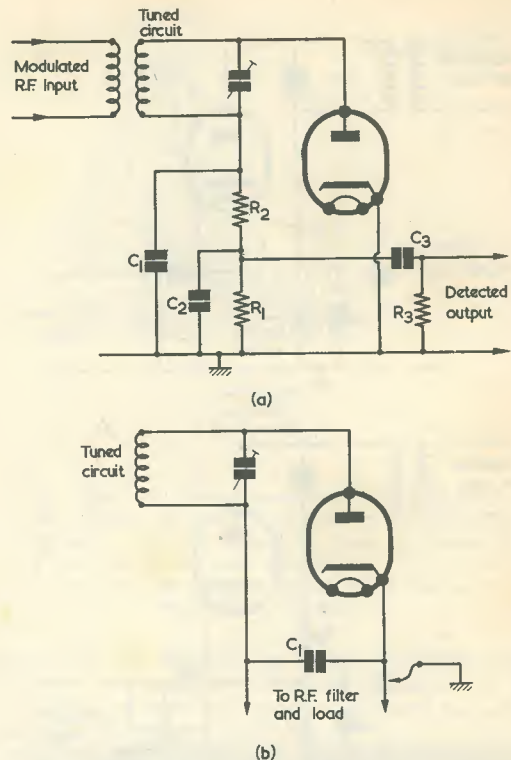 Tuned
circuit
Modulated
R.F. Input
R2
C1
C2
R1
C3
R3
Detected
output
(a)
Tuned
circuit
C1
To R.F. filter
and load
(b)